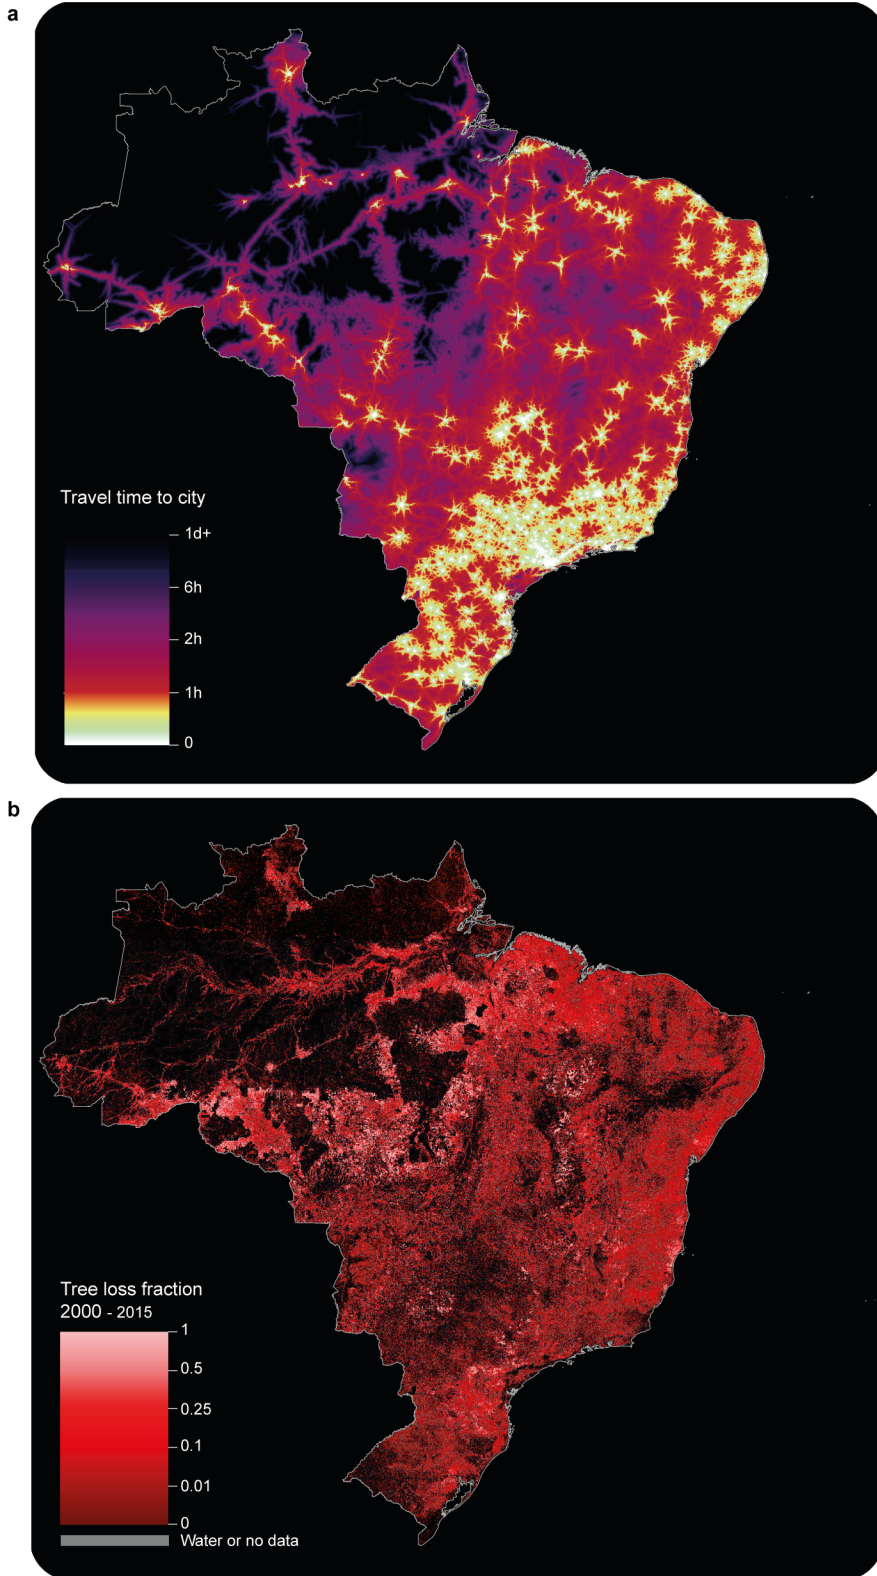 a
Travel time to city
1d+
6h
2h
1h
0
b
Tree loss fraction
2000 - 2015
1
0.5
0.25
0.1
0.01
0
Water or no data